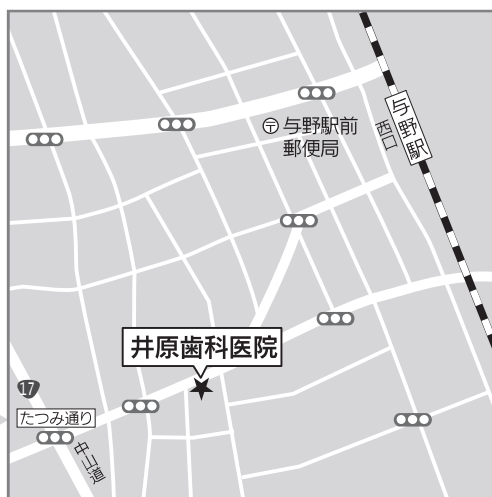 〒与野駅前
郵便局
西口
与野駅
井原歯科医院
17
たつみ通り
中山道